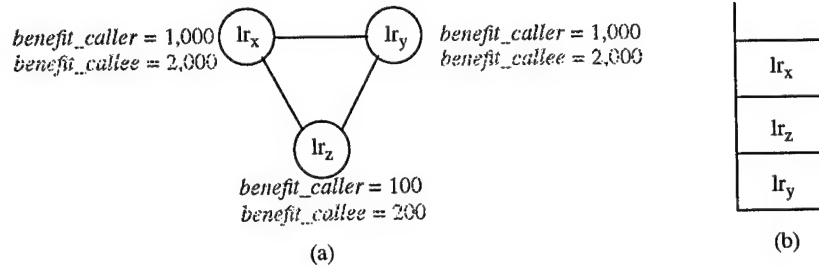 benefit_caller = 1,000
benefit_callee = 2,000
lr_x
lr_y
benefit_caller = 1,000
benefit_callee = 2,000
lr_z
benefit_caller = 100
benefit_callee = 200
(a)
lr_x
lr_z
lr_y
(b)